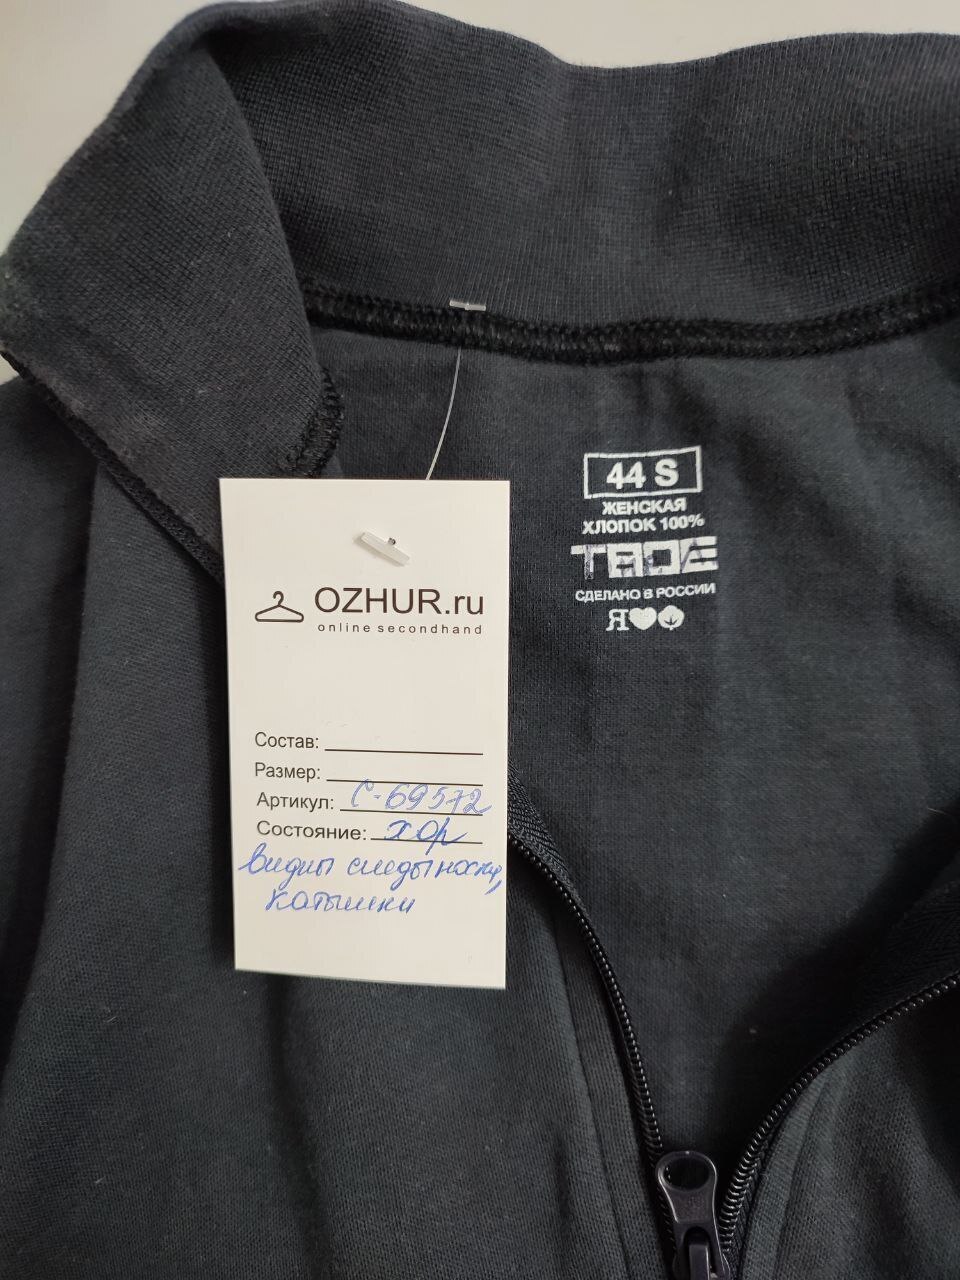 44 S
ЖЕНСКАЯ
ХЛОПОК 100%
ТВОЕ
СДЕЛАНО В РОССИИ
Я
OZHUR.ru
online secondhand
Состав:
Размер:
Артикул: С-69572
Состояние: хор
видны следы носки,
катышки